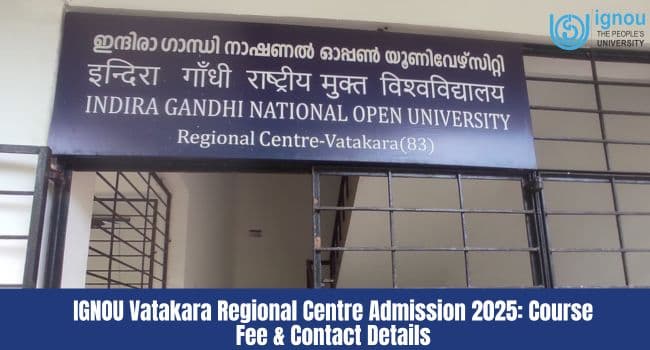 ഇന്ദിരാഗാന്ധി നാഷണൽ ഓപ്പൺ യൂണിവേഴ്സിറ്റി
इन्दिरा गाँधी राष्ट्रीय मुक्त विश्वविद्यालय
INDIRA GANDHI NATIONAL OPEN UNIVERSITY
Regional Centre-Vatakara(83)
ignou
THE PEOPLE'S
UNIVERSITY
IGNOU Vatakara Regional Centre Admission 2025: Course
Fee & Contact Details